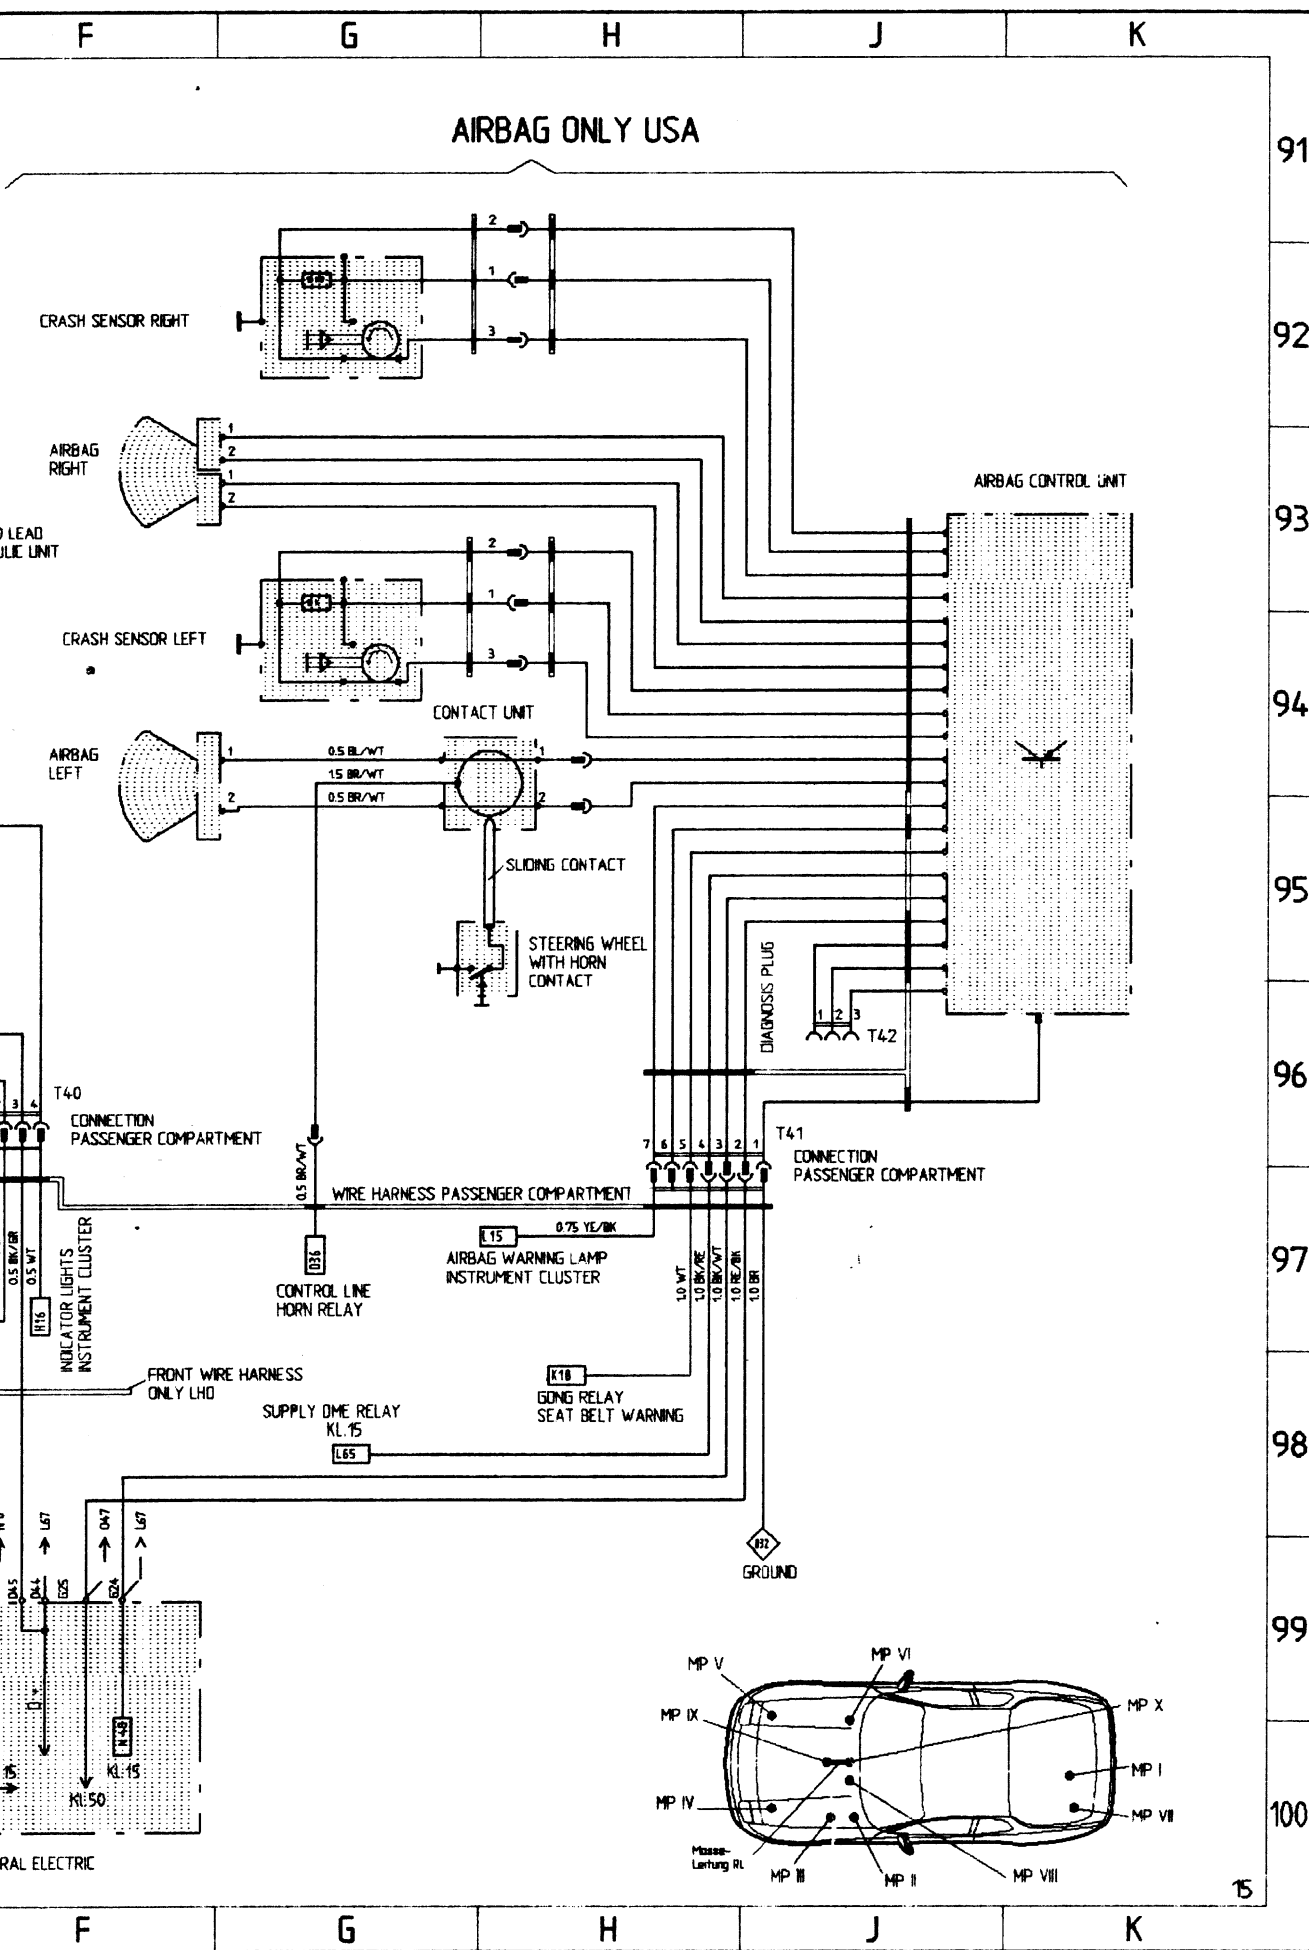 F G H J K
AIRBAG ONLY USA
91
2
1
CRASH SENSOR RIGHT
3
92
AIRBAG
RIGHT
1
2
1
2
AIRBAG CONTROL UNIT
93
LEAD
UNIT
2
1
CRASH SENSOR LEFT
3
94
CONTACT UNIT
AIRBAG
LEFT
1
0.5 BL/WT
1
1.5 BR/WT
2
0.5 BR/WT
2
SLIDING CONTACT
95
STEERING WHEEL
WITH HORN
CONTACT
DIAGNOSIS PLUG
1 2 3
T42
96
T40
3 4
CONNECTION
PASSENGER COMPARTMENT
7 6 5 4 3 2 1
T41
CONNECTION
PASSENGER COMPARTMENT
0.5 BR/WT
WIRE HARNESS PASSENGER COMPARTMENT
L15
0.75 YE/BK
AIRBAG WARNING LAMP
INSTRUMENT CLUSTER
97
0.5 BK/GR
0.5 WT
H16
INDICATOR LIGHTS
INSTRUMENT CLUSTER
D36
CONTROL LINE
HORN RELAY
1.0 WT
1.0 BK/RE
1.0 BK/WT
1.0 RE/BK
1.0 BR
FRONT WIRE HARNESS
ONLY LHD
K18
GONG RELAY
SEAT BELT WARNING
SUPPLY DME RELAY
KL.15
L65
98
L67
D47
L67
D45
D44
G25
G24
GROUND
99
N48
15
KL.15
KL.50
RAL ELECTRIC
MP V
MP VI
MP IX
MP X
MP I
MP IV
MP VII
100
Masse-
Leitung RL
MP III
MP II
MP VIII
15
F G H J K